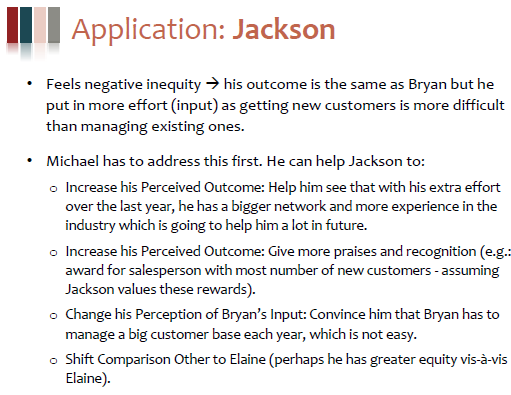 Application: Jackson
• Feels negative inequity → his outcome is the same as Bryan but he
put in more effort (input) as getting new customers is more difficult
than managing existing ones.
• Michael has to address this first. He can help Jackson to:
o Increase his Perceived Outcome: Help him see that with his extra effort
over the last year, he has a bigger network and more experience in the
industry which is going to help him a lot in future.
o Increase his Perceived Outcome: Give more praises and recognition (e.g.:
award for salesperson with most number of new customers - assuming
Jackson values these rewards).
o Change his Perception of Bryan's Input: Convince him that Bryan has to
manage a big customer base each year, which is not easy.
o Shift Comparison Other to Elaine (perhaps he has greater equity vis-à-vis
Elaine).